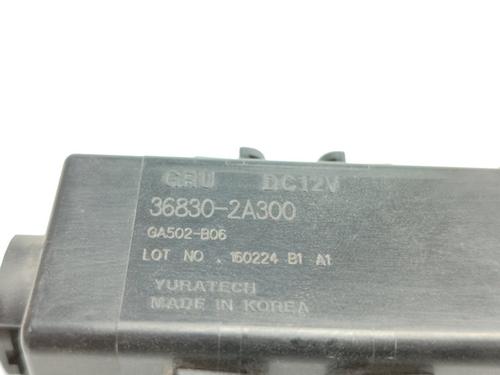 GRU DC12V
36830-2A300
GA502-B06
LOT NO . 160224 B1 A1
YURATECH
MADE IN KOREA